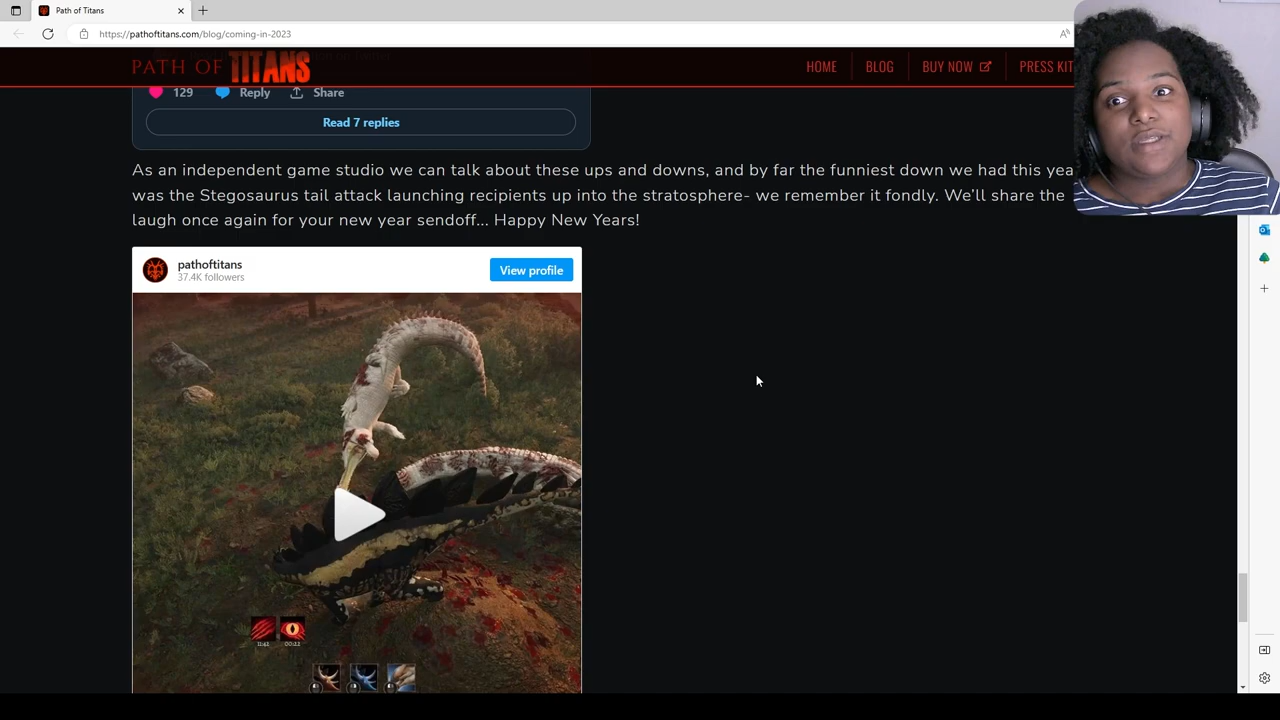 Path of Titans
https://pathoftitans.com/blog/coming-in-2023
PATH OF TITANS
HOME
BLOG
BUY NOW
PRESS KIT
129
Reply
Share
Read 7 replies
As an independent game studio we can talk about these ups and downs, and by far the funniest down we had this yea
was the Stegosaurus tail attack launching recipients up into the stratosphere- we remember it fondly. We'll share the
laugh once again for your new year sendoff... Happy New Years!
pathoftitans
37.4K followers
View profile
11:41
00:22